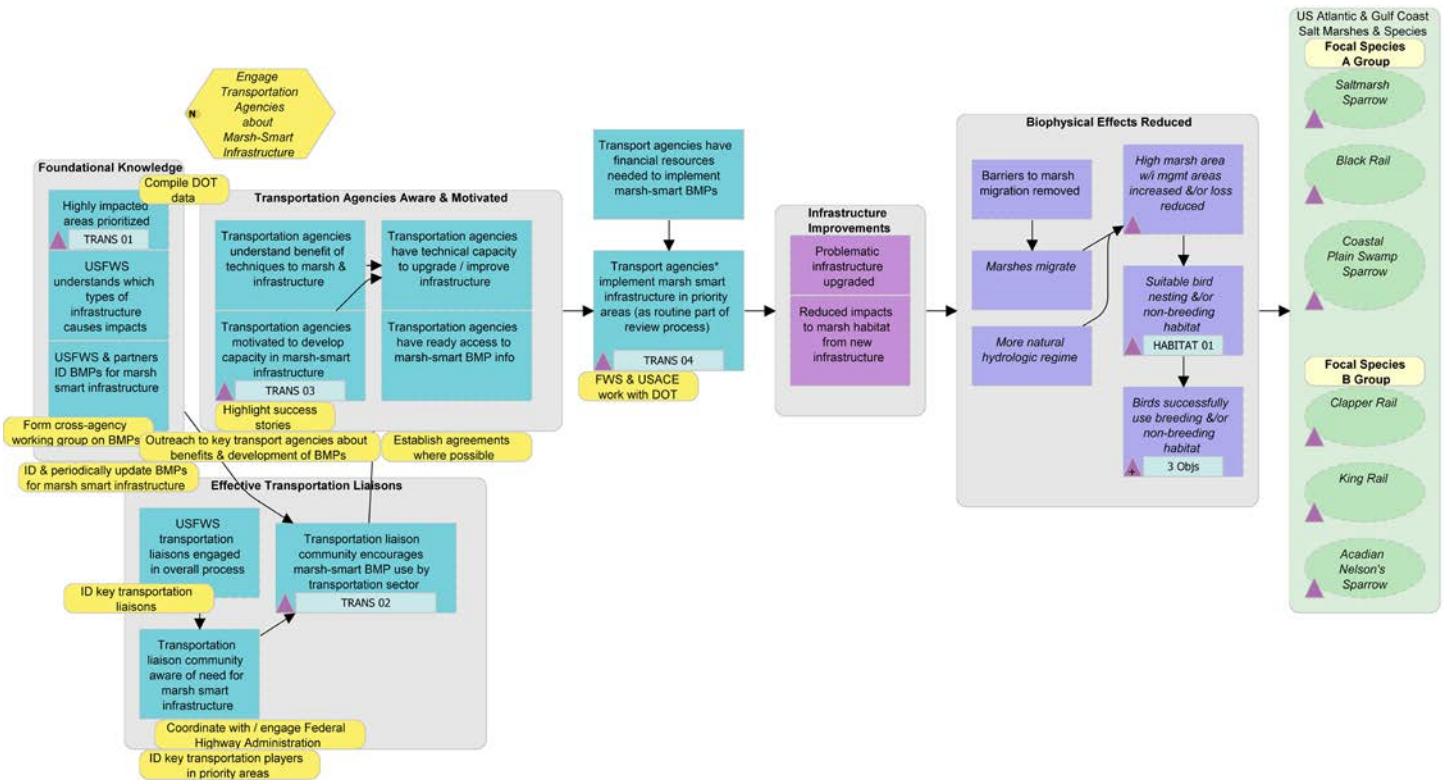 Engage
Transportation
Agencies
about
Marsh-Smart
Infrastructure
N
Foundational Knowledge
Compile DOT
data
Highly impacted
areas prioritized
TRANS 01
USFWS
understands which
types of
infrastructure
causes impacts
USFWS & partners
ID BMPs for marsh
smart infrastructure
Form cross-agency
working group on BMPs
ID & periodically update BMPs
for marsh smart infrastructure
Transportation Agencies Aware & Motivated
Transportation agencies
understand benefit of
techniques to marsh &
infrastructure
Transportation agencies
have technical capacity
to upgrade / improve
infrastructure
Transportation agencies
motivated to develop
capacity in marsh-smart
infrastructure
TRANS 03
Transportation agencies
have ready access to
marsh-smart BMP info
Highlight success
stories
Outreach to key transport agencies about
benefits & development of BMPs
Establish agreements
where possible
Effective Transportation Liaisons
USFWS
transportation
liaisons engaged
in overall process
ID key transportation
liaisons
Transportation liaison
community encourages
marsh-smart BMP use by
transportation sector
TRANS 02
Transportation
liaison community
aware of need for
marsh smart
infrastructure
Coordinate with / engage Federal
Highway Administration
ID key transportation players
in priority areas
Transport agencies have
financial resources
needed to implement
marsh-smart BMPs
Transport agencies*
implement marsh smart
infrastructure in priority
areas (as routine part of
review process)
TRANS 04
FWS & USACE
work with DOT
Infrastructure
Improvements
Problematic
infrastructure
upgraded
Reduced impacts
to marsh habitat
from new
infrastructure
Biophysical Effects Reduced
Barriers to marsh
migration removed
Marshes migrate
More natural
hydrologic regime
High marsh area
w/i mgmt areas
increased &/or loss
reduced
Suitable bird
nesting &/or
non-breeding
habitat
HABITAT 01
Birds successfully
use breeding &/or
non-breeding
habitat
3 Objs
+
US Atlantic & Gulf Coast
Salt Marshes & Species
Focal Species
A Group
Saltmarsh
Sparrow
Black Rail
Coastal
Plain Swamp
Sparrow
Focal Species
B Group
Clapper Rail
King Rail
Acadian
Nelson's
Sparrow